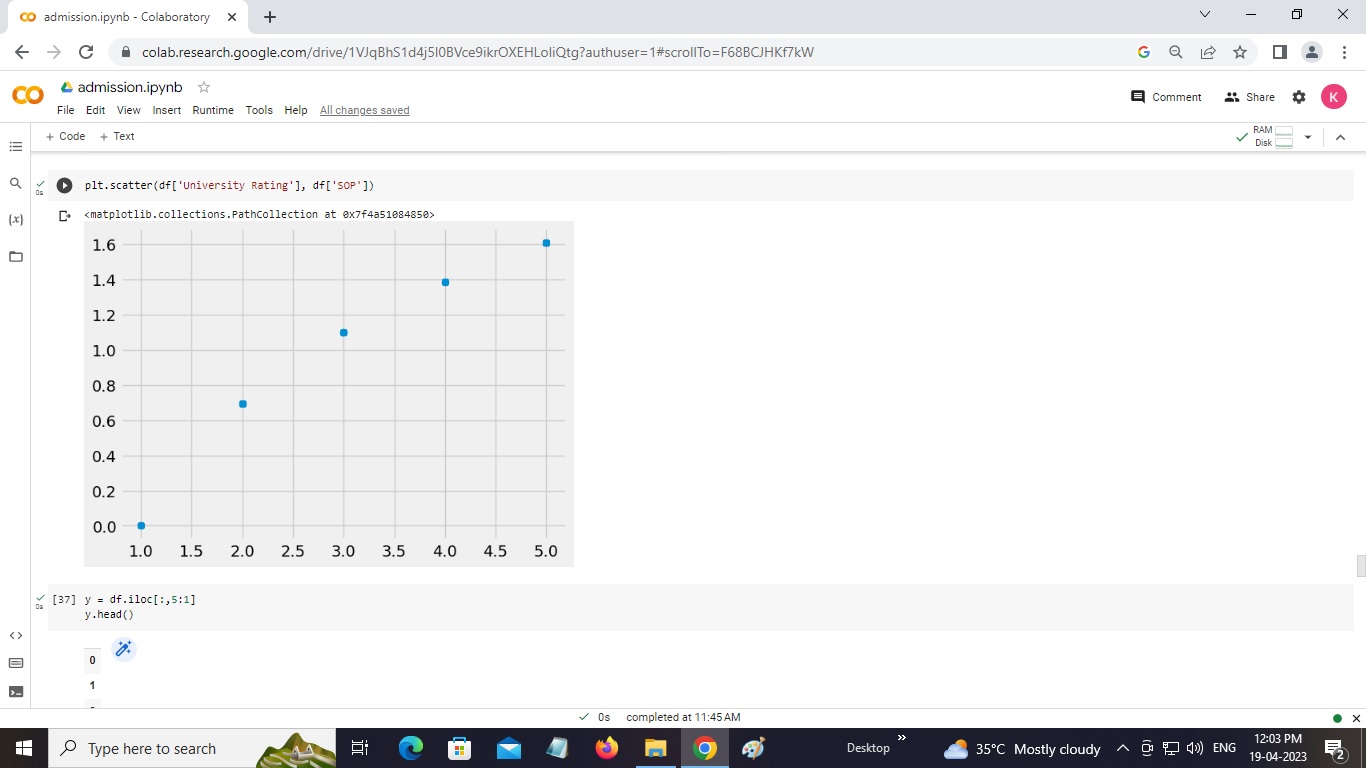 admission.ipynb - Colaboratory
colab.research.google.com/drive/1VJqBhS1d4j5l0BVce9ikrOXEHLoIiQtg?authuser=1#scrollTo=F68BCJHKf7kW
admission.ipynb
File Edit View Insert Runtime Tools Help All changes saved
Comment Share K
+ Code + Text
RAM
Disk
0s
plt.scatter(df['University Rating'], df['SOP'])
<matplotlib.collections.PathCollection at 0x7f4a51084850>
1.6
1.4
1.2
1.0
0.8
0.6
0.4
0.2
0.0
1.0 1.5 2.0 2.5 3.0 3.5 4.0 4.5 5.0
0s
[37] y = df.iloc[:,5:1]
y.head()
0
1
0s completed at 11:45 AM
Type here to search
Desktop
35°C Mostly cloudy
ENG
12:03 PM
19-04-2023
2